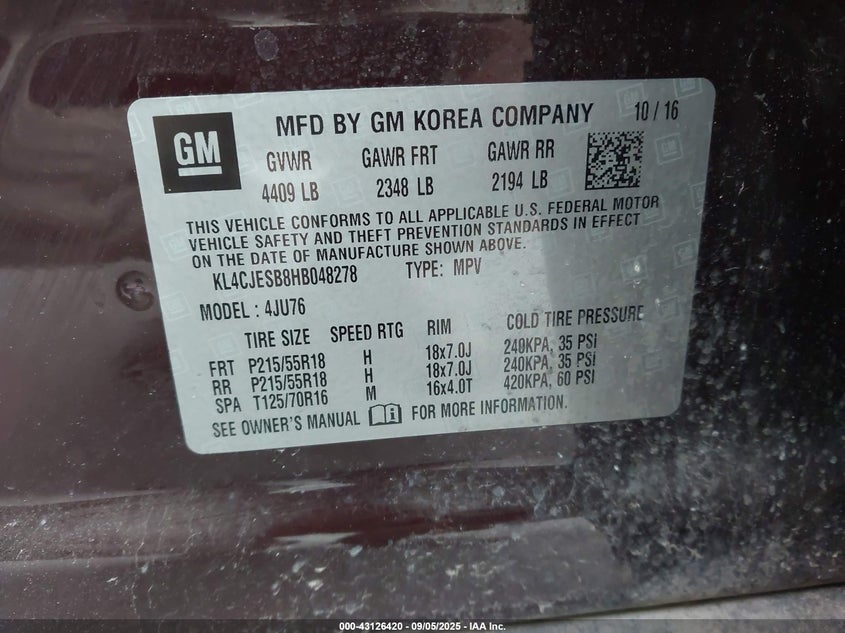 GM
MFD BY GM KOREA COMPANY 10 / 16
GVWR GAWR FRT GAWR RR
4409 LB 2348 LB 2194 LB
THIS VEHICLE CONFORMS TO ALL APPLICABLE U.S. FEDERAL MOTOR
VEHICLE SAFETY AND THEFT PREVENTION STANDARDS IN EFFECT
ON THE DATE OF MANUFACTURE SHOWN ABOVE.
KL4CJESB8HB048278 TYPE: MPV
MODEL : 4JU76
TIRE SIZE SPEED RTG RIM COLD TIRE PRESSURE
FRT P215/55R18 H 18x7.0J 240KPA, 35 PSI
RR P215/55R18 H 18x7.0J 240KPA, 35 PSI
SPA T125/70R16 M 16x4.0T 420KPA, 60 PSI
SEE OWNER'S MANUAL FOR MORE INFORMATION.
000-43126420 - 09/05/2025 - IAA Inc.